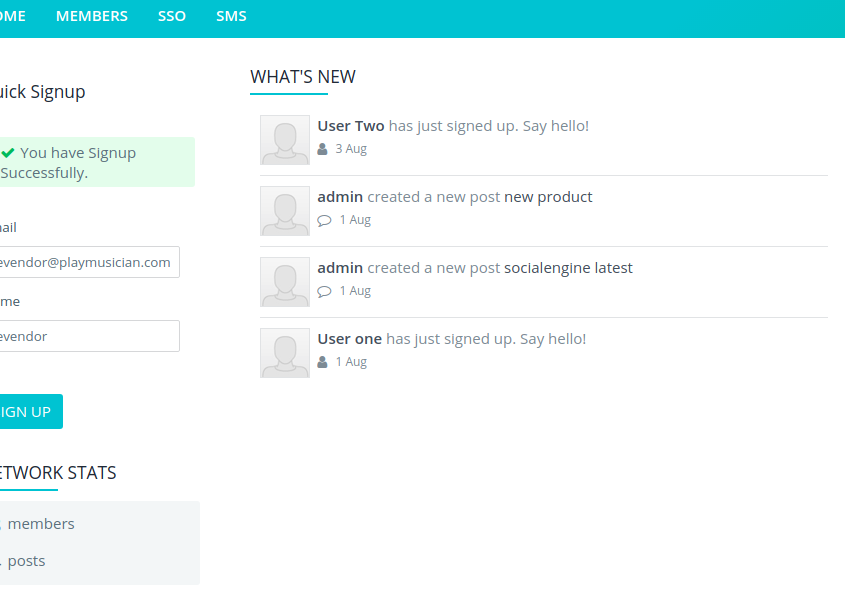 OME MEMBERS SSO SMS
uick Signup
You have Signup
Successfully.
ail
evendor@playmusician.com
me
evendor
IGN UP
ETWORK STATS
members
posts
WHAT'S NEW
User Two has just signed up. Say hello!
3 Aug
admin created a new post new product
1 Aug
admin created a new post socialengine latest
1 Aug
User one has just signed up. Say hello!
1 Aug